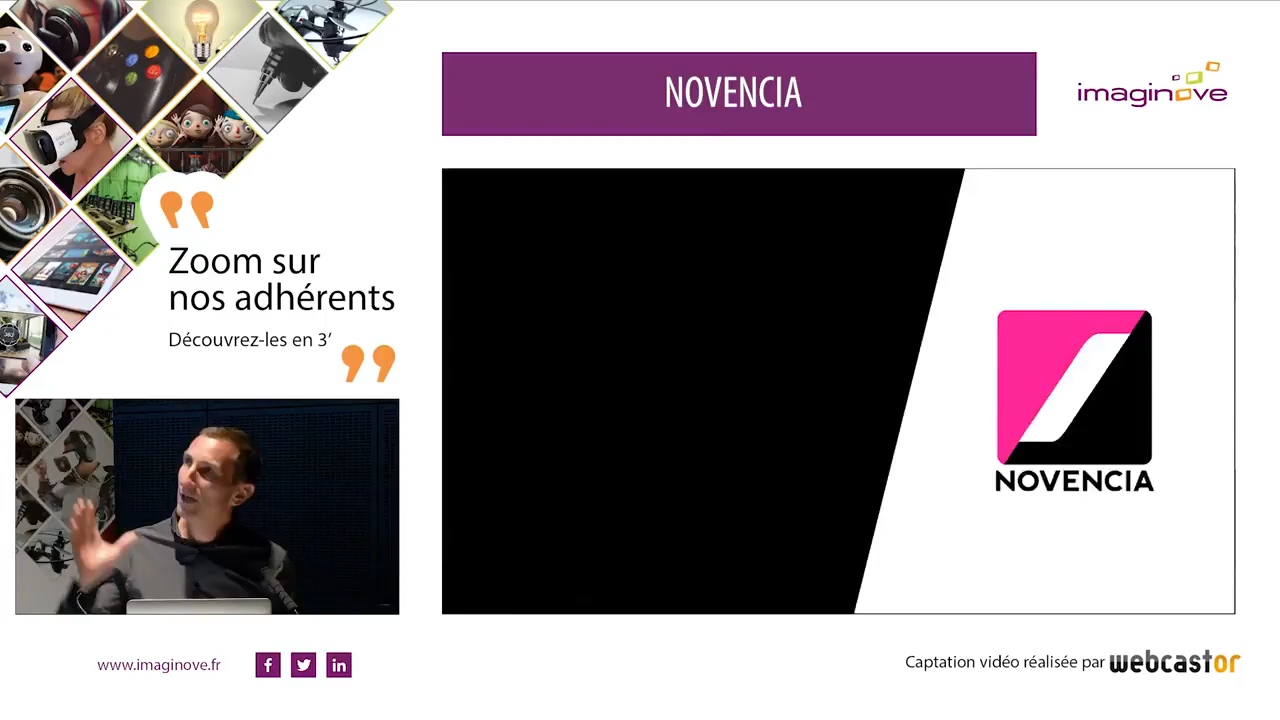 NOVENCIA
imaginove
Zoom sur
nos adhérents
Découvrez-les en 3’
NOVENCIA
www.imaginove.fr
Captation vidéo réalisée par webcastor